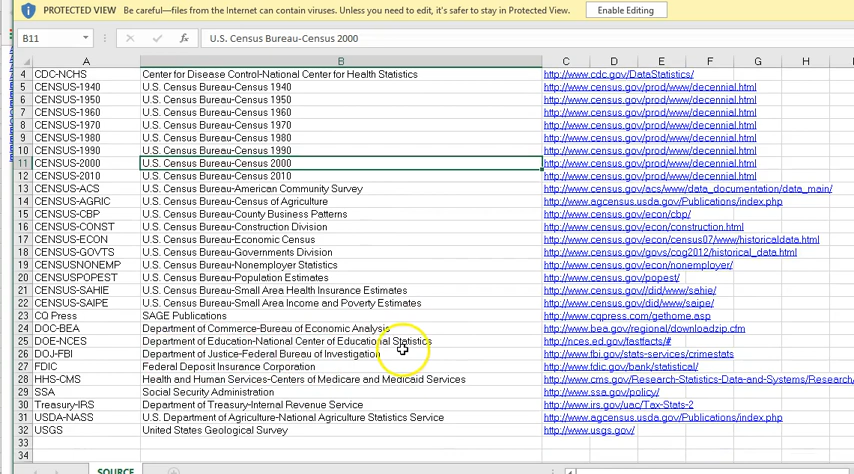 PROTECTED VIEW Be careful—files from the Internet can contain viruses. Unless you need to edit, it's safer to stay in Protected View. Enable Editing
B11 fx U.S. Census Bureau-Census 2000
A B C D E F G H
4 CDC-NCHS Center for Disease Control-National Center for Health Statistics http://www.cdc.gov/DataStatistics/
5 CENSUS-1940 U.S. Census Bureau-Census 1940 http://www.census.gov/prod/www/decennial.html
6 CENSUS-1950 U.S. Census Bureau-Census 1950 http://www.census.gov/prod/www/decennial.html
7 CENSUS-1960 U.S. Census Bureau-Census 1960 http://www.census.gov/prod/www/decennial.html
8 CENSUS-1970 U.S. Census Bureau-Census 1970 http://www.census.gov/prod/www/decennial.html
9 CENSUS-1980 U.S. Census Bureau-Census 1980 http://www.census.gov/prod/www/decennial.html
10 CENSUS-1990 U.S. Census Bureau-Census 1990 http://www.census.gov/prod/www/decennial.html
11 CENSUS-2000 U.S. Census Bureau-Census 2000 http://www.census.gov/prod/www/decennial.html
12 CENSUS-2010 U.S. Census Bureau-Census 2010 http://www.census.gov/prod/www/decennial.html
13 CENSUS-ACS U.S. Census Bureau-American Community Survey http://www.census.gov/acs/www/data_documentation/data_main/
14 CENSUS-AGRIC U.S. Census Bureau-Census of Agriculture http://www.agcensus.usda.gov/Publications/index.php
15 CENSUS-CBP U.S. Census Bureau-County Business Patterns http://www.census.gov/econ/cbp/
16 CENSUS-CONST U.S. Census Bureau-Construction Division http://www.census.gov/econ/construction.html
17 CENSUS-ECON U.S. Census Bureau-Economic Census http://www.census.gov/econ/census07/www/historicaldata.html
18 CENSUS-GOVTS U.S. Census Bureau-Governments Division http://www.census.gov/govs/cog2012/historical_data.html
19 CENSUSNONEMP U.S. Census Bureau-Nonemployer Statistics http://www.census.gov/econ/nonemployer/
20 CENSUSPOPEST U.S. Census Bureau-Population Estimates http://www.census.gov/popest/
21 CENSUS-SAHIE U.S. Census Bureau-Small Area Health Insurance Estimates http://www.census.gov/did/www/sahie/
22 CENSUS-SAIPE U.S. Census Bureau-Small Area Income and Poverty Estimates http://www.census.gov/did/www/saipe/
23 CQ Press SAGE Publications http://www.cqpress.com/gethome.asp
24 DOC-BEA Department of Commerce-Bureau of Economic Analysis http://www.bea.gov/regional/downloadzip.cfm
25 DOE-NCES Department of Education-National Center of Educational Statistics http://nces.ed.gov/fastfacts/#
26 DOJ-FBI Department of Justice-Federal Bureau of Investigation http://www.fbi.gov/stats-services/crimestats
27 FDIC Federal Deposit Insurance Corporation http://www.fdic.gov/bank/statistical/
28 HHS-CMS Health and Human Services-Centers of Medicare and Medicaid Services http://www.cms.gov/Research-Statistics-Data-and-Systems/Research/
29 SSA Social Security Administration http://www.ssa.gov/policy/
30 Treasury-IRS Department of Treasury-Internal Revenue Service http://www.irs.gov/uac/Tax-Stats-2
31 USDA-NASS U.S. Department of Agriculture-National Agriculture Statistics Service http://www.agcensus.usda.gov/Publications/index.php
32 USGS United States Geological Survey http://www.usgs.gov/
33
34
SOURCE